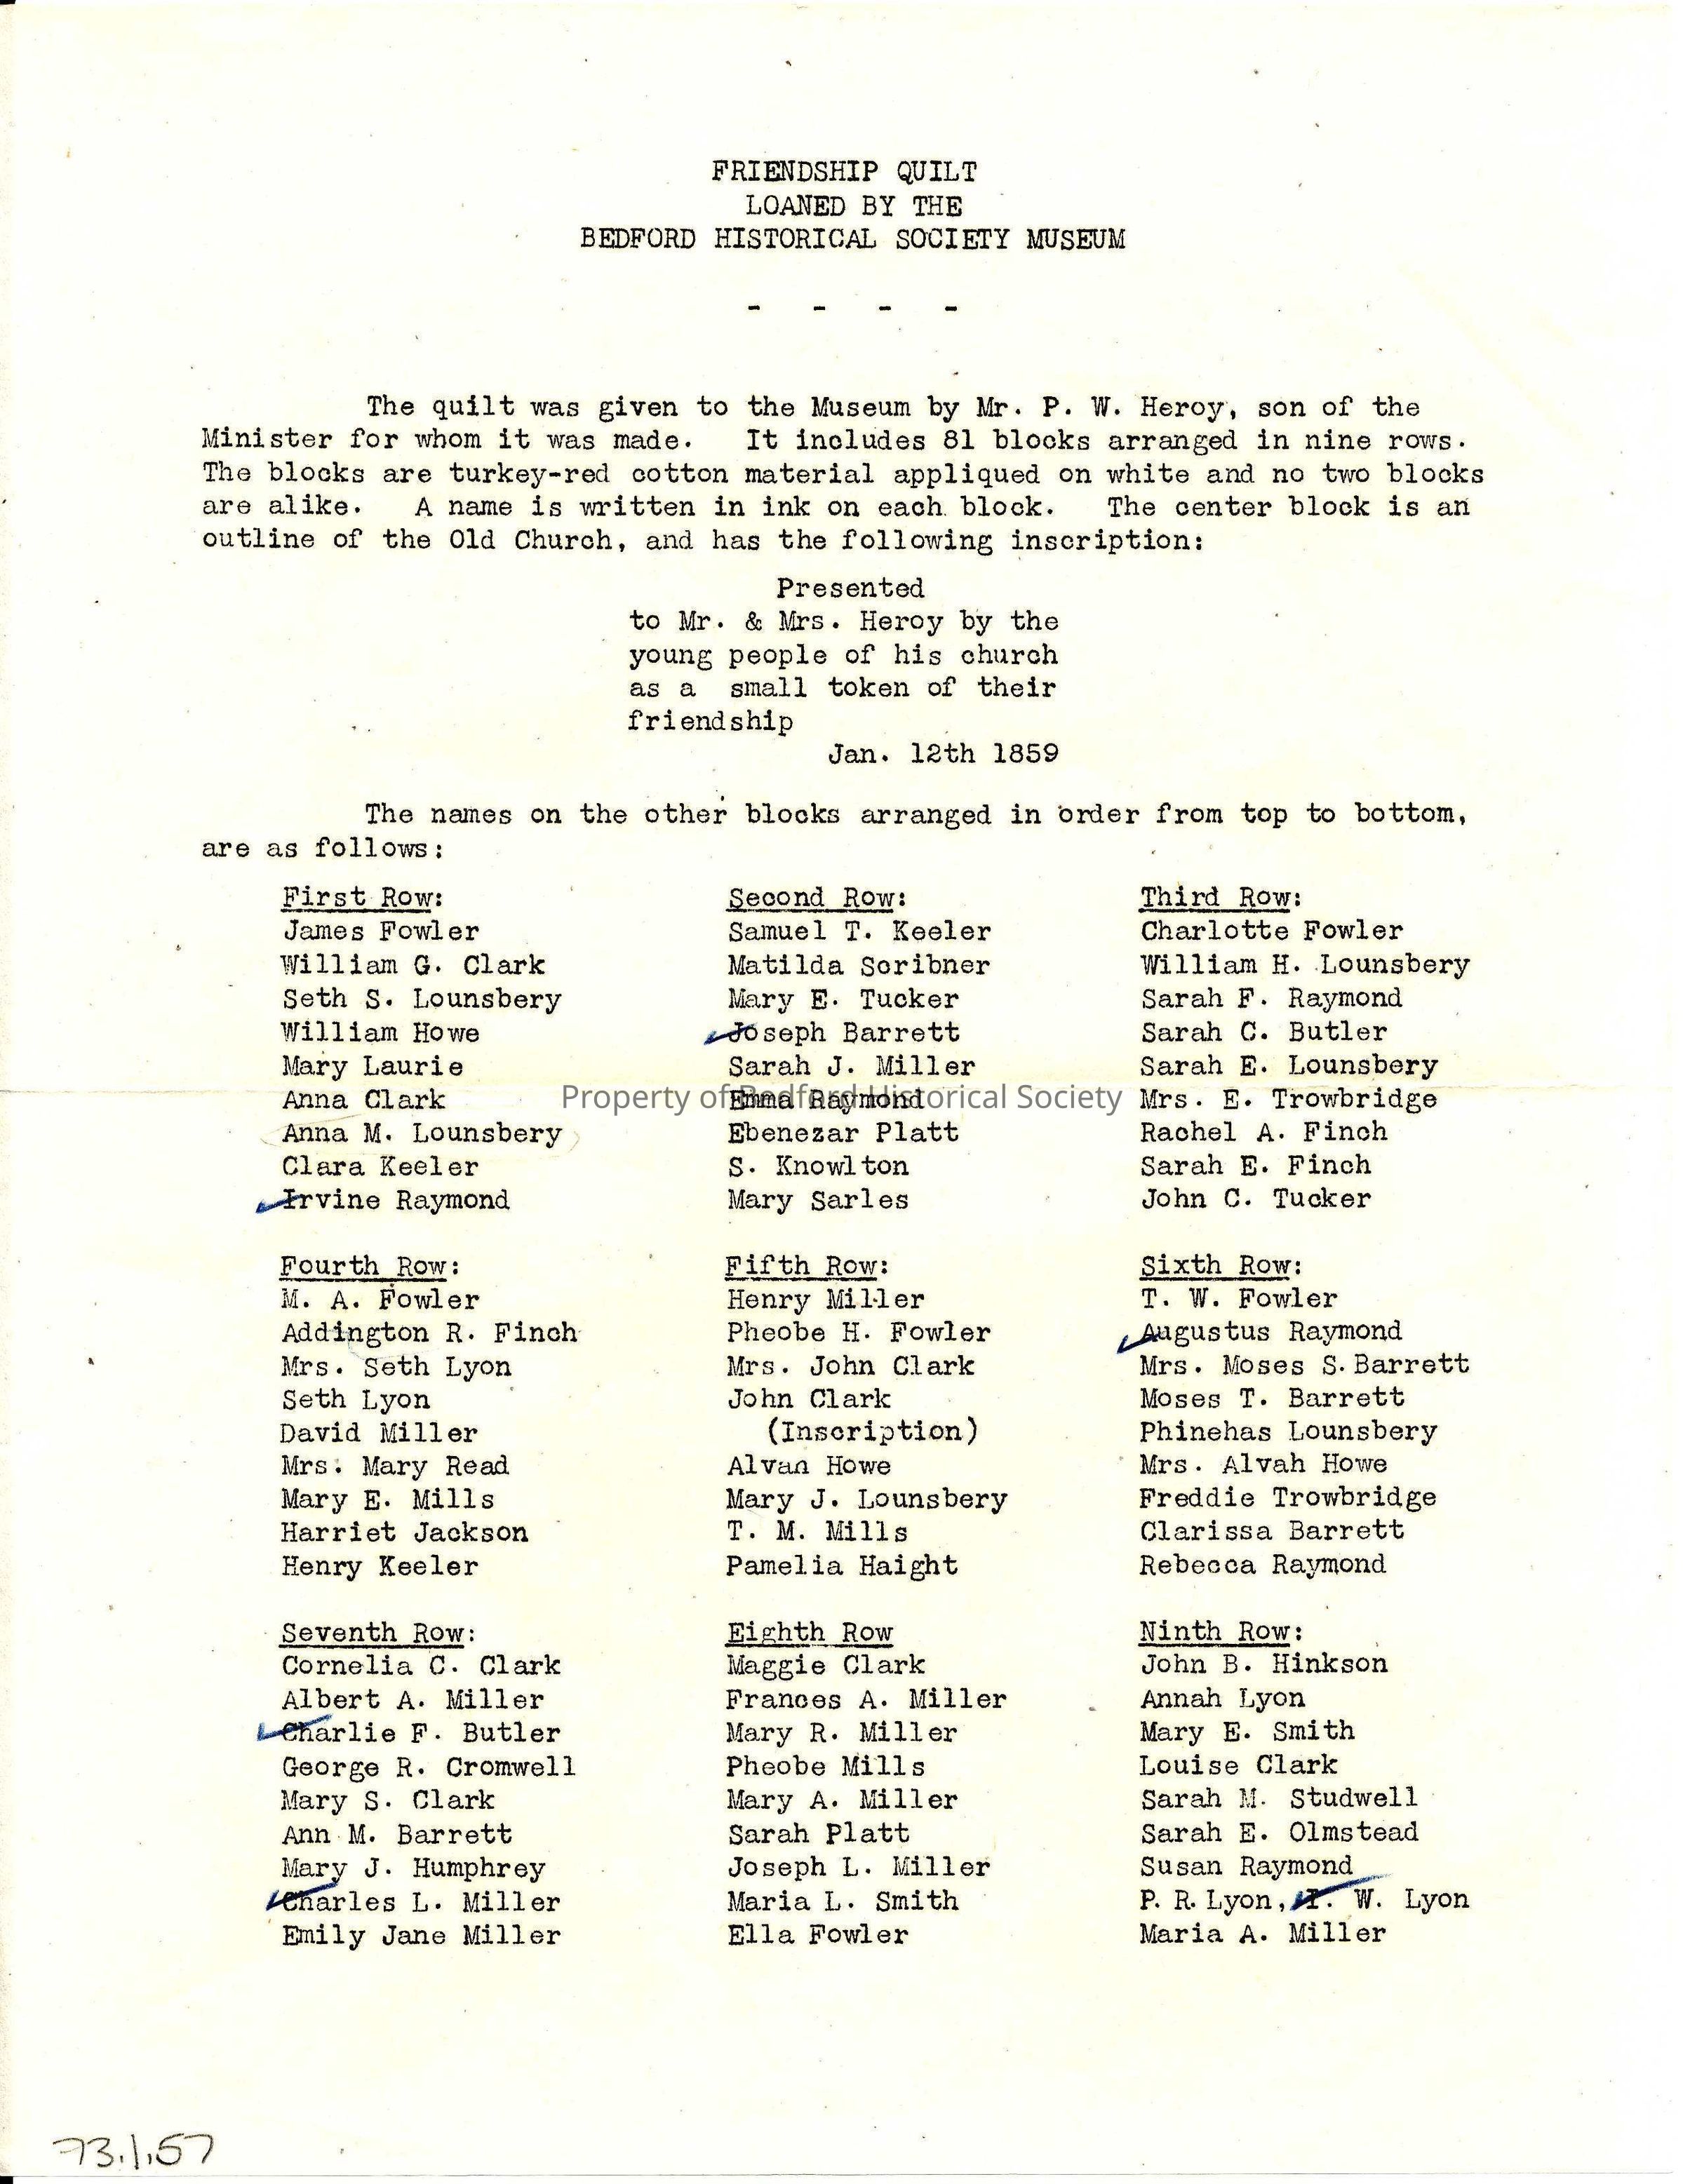 FRIENDSHIP QUILT
LOANED BY THE
BEDFORD HISTORICAL SOCIETY MUSEUM
- - - -
The quilt was given to the Museum by Mr. P. W. Heroy, son of the
Minister for whom it was made. It includes 81 blocks arranged in nine rows.
The blocks are turkey-red cotton material appliqued on white and no two blocks
are alike. A name is written in ink on each block. The center block is an
outline of the Old Church, and has the following inscription:
Presented
to Mr. & Mrs. Heroy by the
young people of his church
as a small token of their
friendship
Jan. 12th 1859
The names on the other blocks arranged in order from top to bottom,
are as follows:
First Row:
James Fowler
William G. Clark
Seth S. Lounsbery
William Howe
Mary Laurie
Anna Clark
Anna M. Lounsbery
Clara Keeler
Irvine Raymond
Second Row:
Samuel T. Keeler
Matilda Scribner
Mary E. Tucker
Joseph Barrett
Sarah J. Miller
Emma Raymond
Ebenezar Platt
S. Knowlton
Mary Sarles
Third Row:
Charlotte Fowler
William H. Lounsbery
Sarah F. Raymond
Sarah C. Butler
Sarah E. Lounsbery
Mrs. E. Trowbridge
Rachel A. Finch
Sarah E. Finch
John C. Tucker
Property of Bedford Historical Society
Fourth Row:
M. A. Fowler
Addington R. Finch
Mrs. Seth Lyon
Seth Lyon
David Miller
Mrs. Mary Read
Mary E. Mills
Harriet Jackson
Henry Keeler
Fifth Row:
Henry Miller
Pheobe H. Fowler
Mrs. John Clark
John Clark
(Inscription)
Alvan Howe
Mary J. Lounsbery
T. M. Mills
Pamelia Haight
Sixth Row:
T. W. Fowler
Augustus Raymond
Mrs. Moses S. Barrett
Moses T. Barrett
Phinehas Lounsbery
Mrs. Alvah Howe
Freddie Trowbridge
Clarissa Barrett
Rebecca Raymond
Seventh Row:
Cornelia C. Clark
Albert A. Miller
Charlie F. Butler
George R. Cromwell
Mary S. Clark
Ann M. Barrett
Mary J. Humphrey
Charles L. Miller
Emily Jane Miller
Eighth Row
Maggie Clark
Frances A. Miller
Mary R. Miller
Pheobe Mills
Mary A. Miller
Sarah Platt
Joseph L. Miller
Maria L. Smith
Ella Fowler
Ninth Row:
John B. Hinkson
Annah Lyon
Mary E. Smith
Louise Clark
Sarah M. Studwell
Sarah E. Olmstead
Susan Raymond
P. R. Lyon, W. Lyon
Maria A. Miller
73.1.57